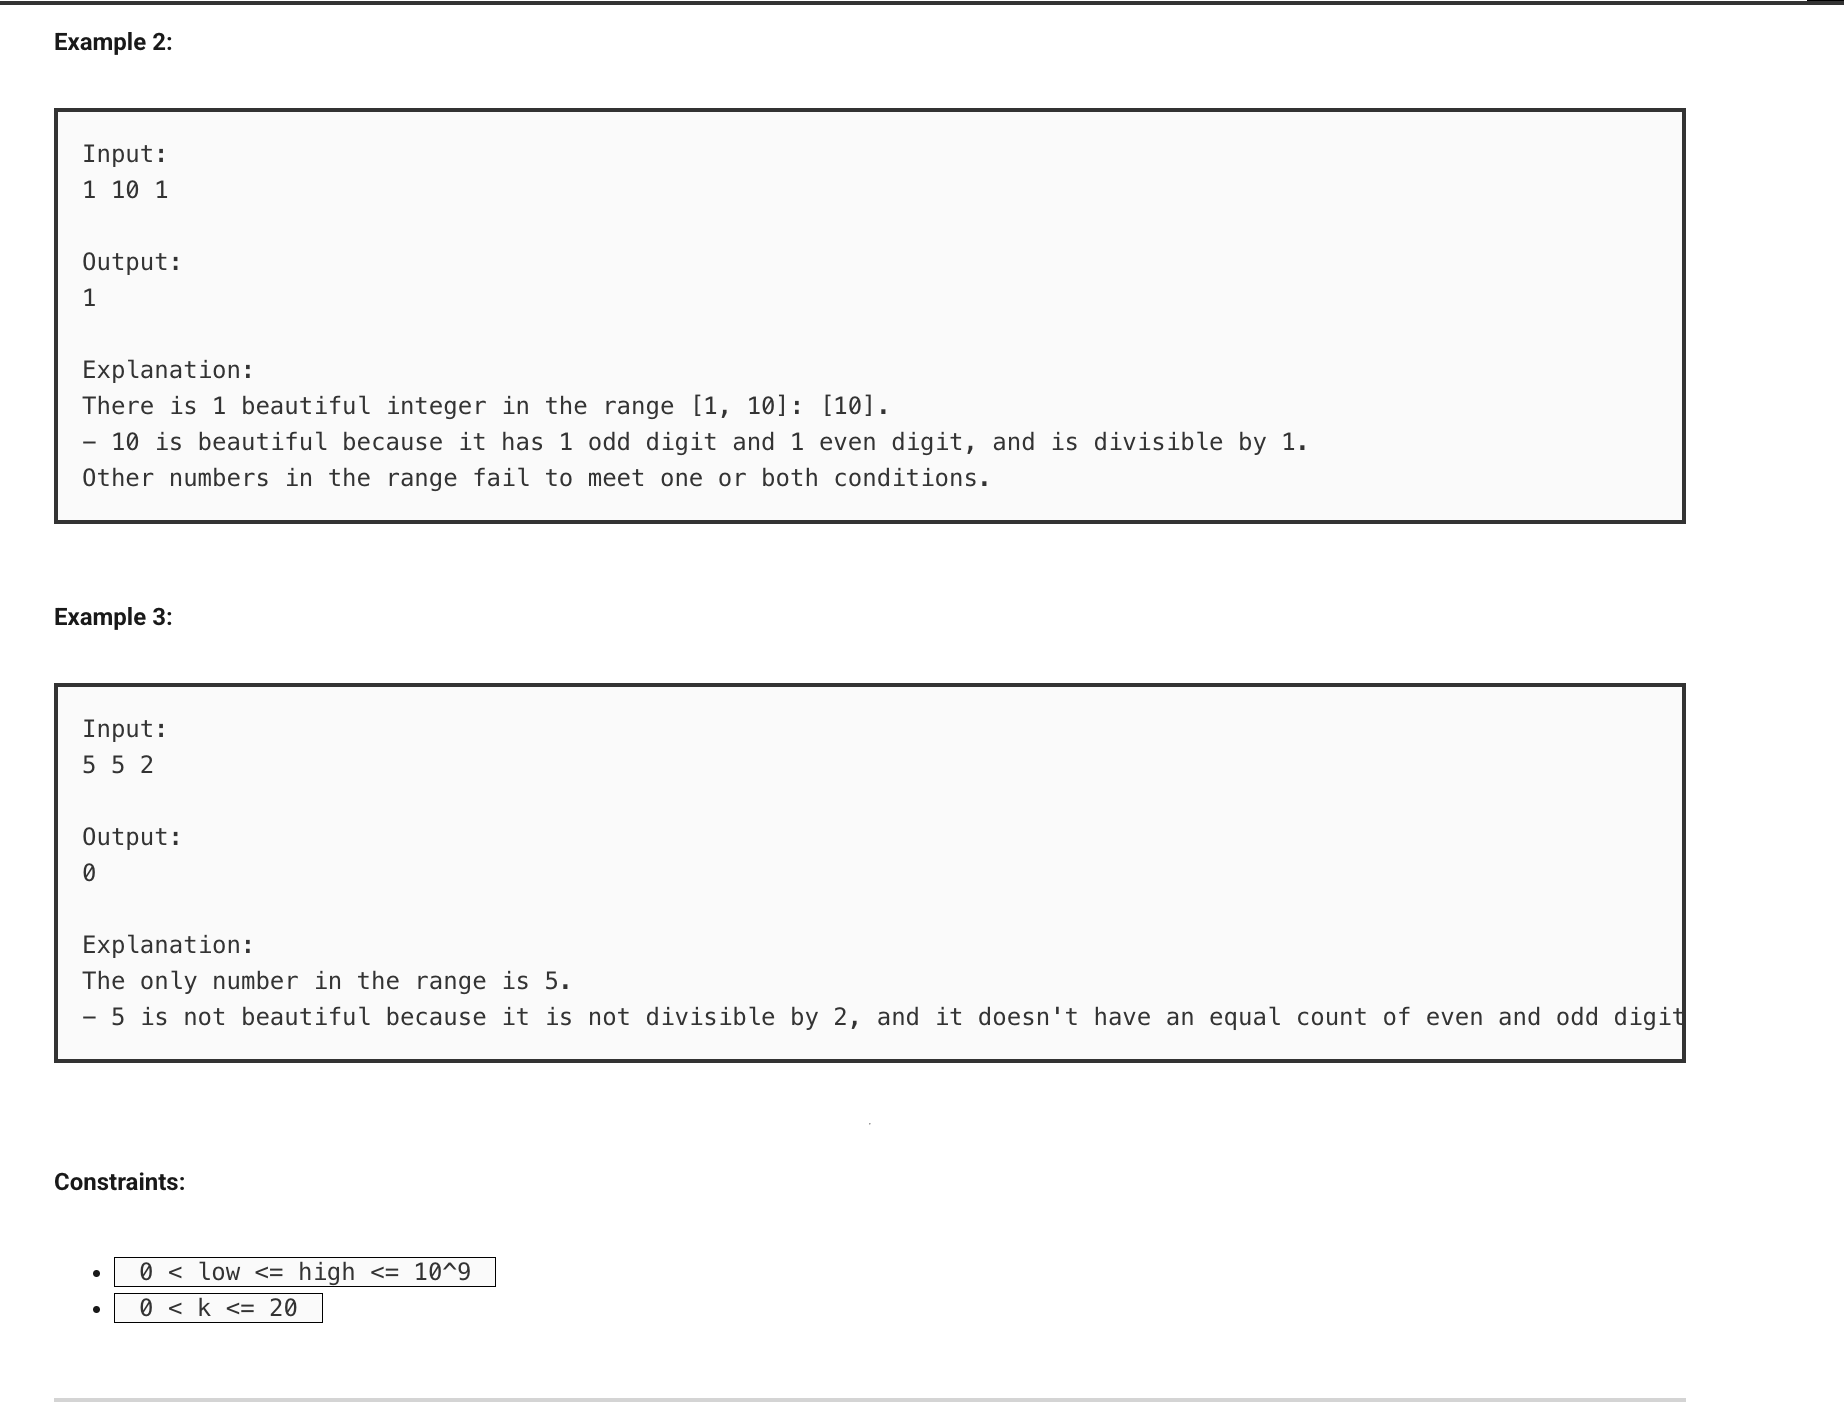 Example 2:
Input:
1 10 1
Output:
1
Explanation:
There is 1 beautiful integer in the range [1, 10]: [10].
– 10 is beautiful because it has 1 odd digit and 1 even digit, and is divisible by 1.
Other numbers in the range fail to meet one or both conditions.
Example 3:
Input:
5 5 2
Output:
0
Explanation:
The only number in the range is 5.
– 5 is not beautiful because it is not divisible by 2, and it doesn't have an equal count of even and odd digit
Constraints:
• 0 < low <= high <= 10^9
• 0 < k <= 20